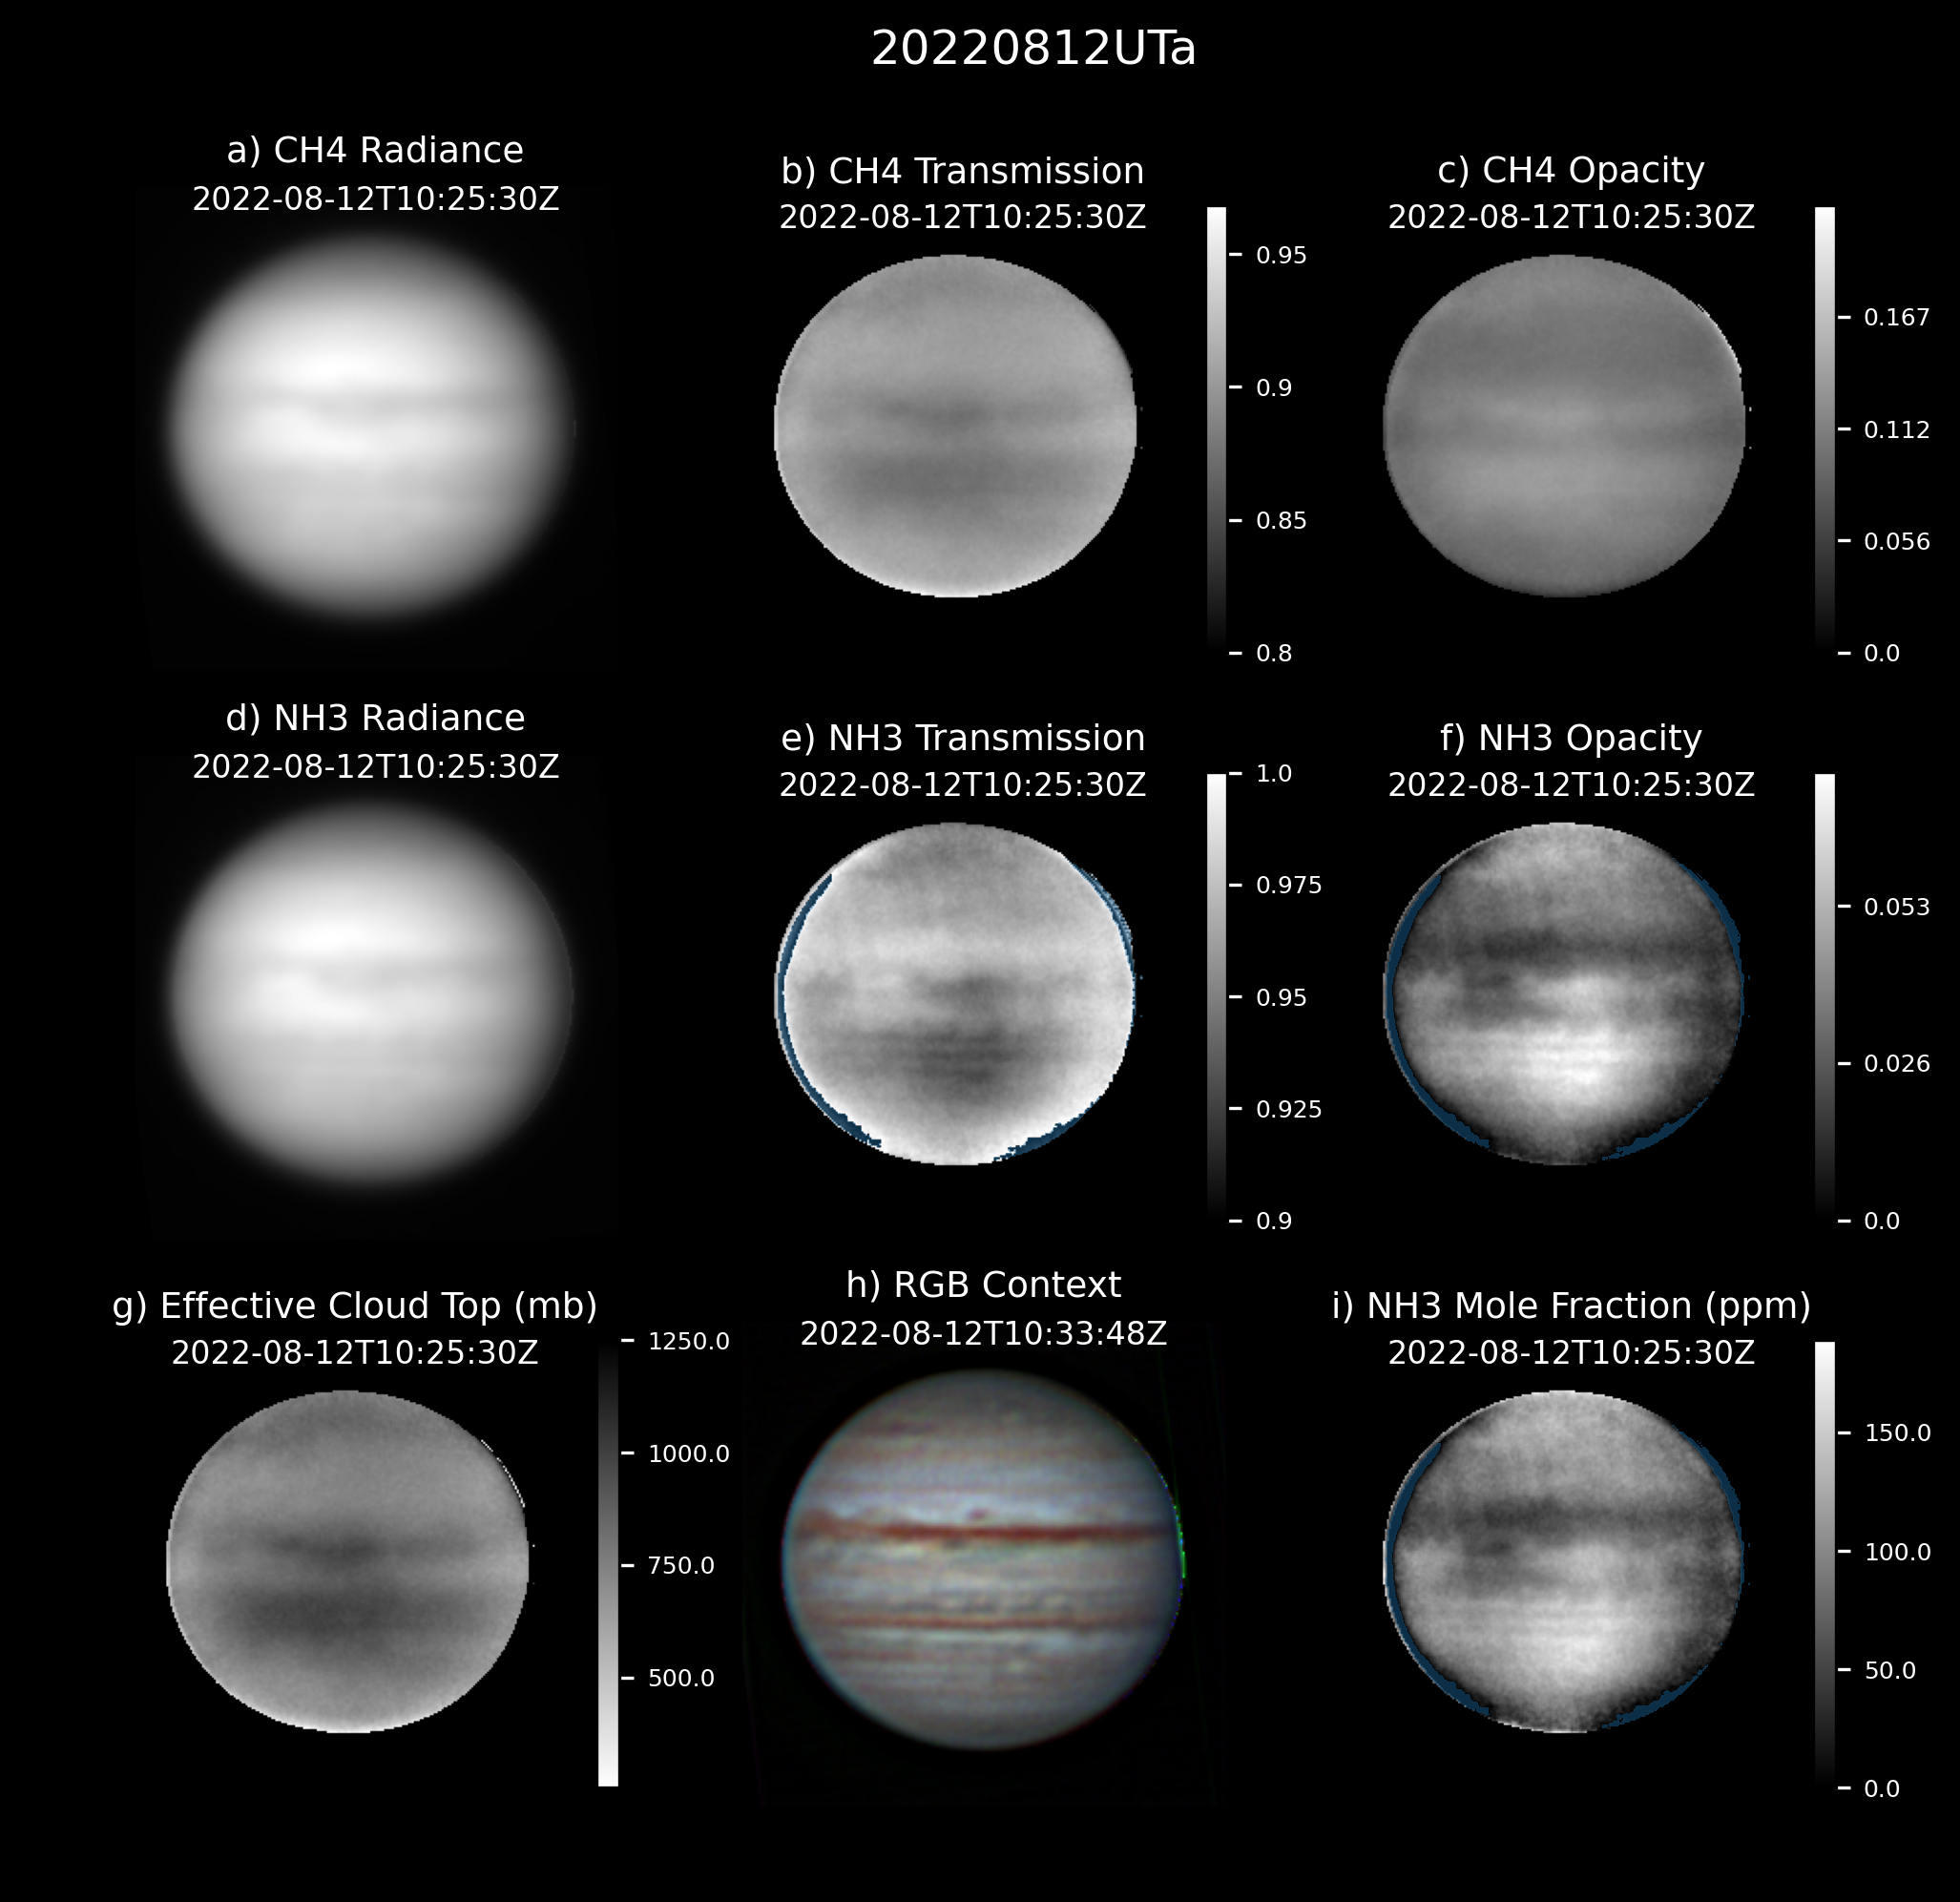 20220812UTa
a) CH4 Radiance
2022-08-12T10:25:30Z
b) CH4 Transmission
2022-08-12T10:25:30Z
0.95
0.9
0.85
0.8
c) CH4 Opacity
2022-08-12T10:25:30Z
0.167
0.112
0.056
0.0
d) NH3 Radiance
2022-08-12T10:25:30Z
e) NH3 Transmission
2022-08-12T10:25:30Z
1.0
0.975
0.95
0.925
0.9
f) NH3 Opacity
2022-08-12T10:25:30Z
0.053
0.026
0.0
g) Effective Cloud Top (mb)
2022-08-12T10:25:30Z
1250.0
1000.0
750.0
500.0
h) RGB Context
2022-08-12T10:33:48Z
i) NH3 Mole Fraction (ppm)
2022-08-12T10:25:30Z
150.0
100.0
50.0
0.0